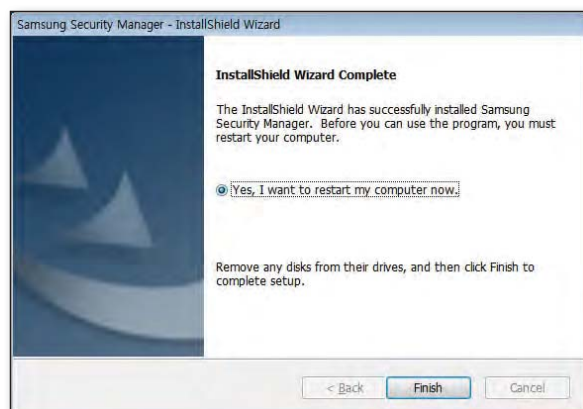 Samsung Security Manager - InstallShield Wizard
InstallShield Wizard Complete
The InstallShield Wizard has successfully installed Samsung
Security Manager. Before you can use the program, you must
restart your computer.
Yes, I want to restart my computer now.
Remove any disks from their drives, and then click Finish to
complete setup.
< Back
Finish
Cancel